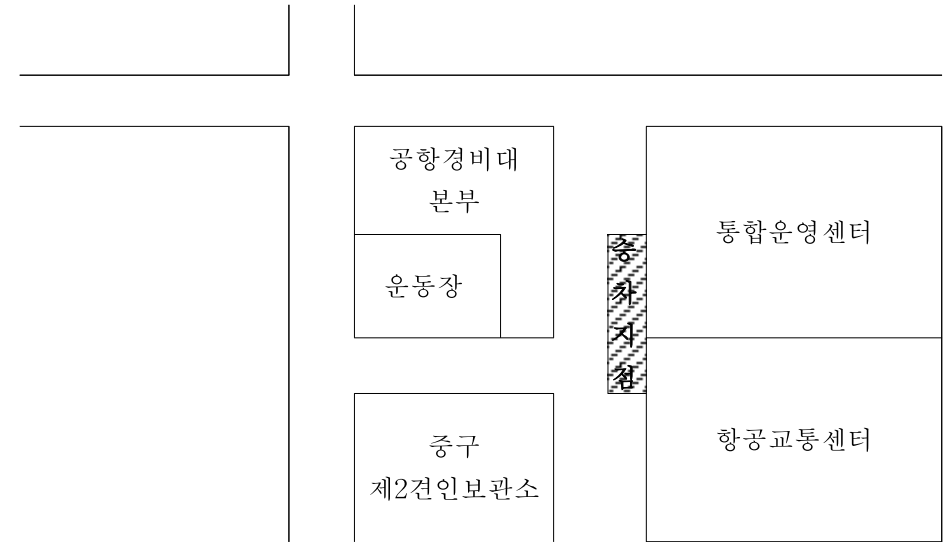 공항경비대
본부
통합운영센터
운동장
승
차
지
점
중구
제2견인보관소
항공교통센터